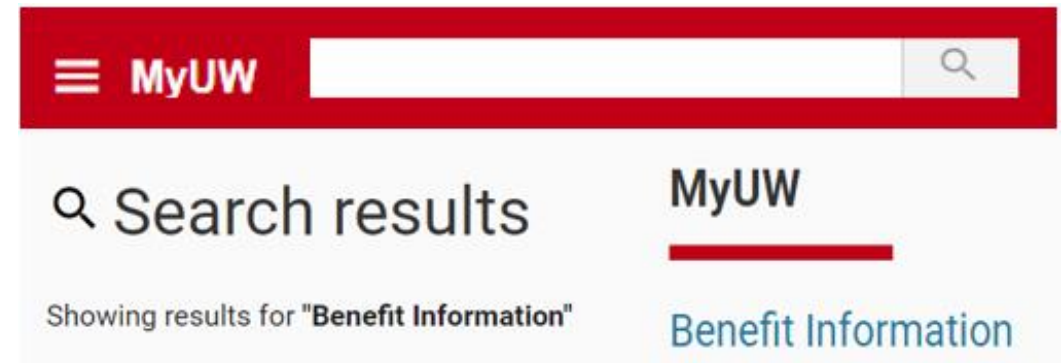 MyUW
Search results
Showing results for "Benefit Information"
MyUW
Benefit Information